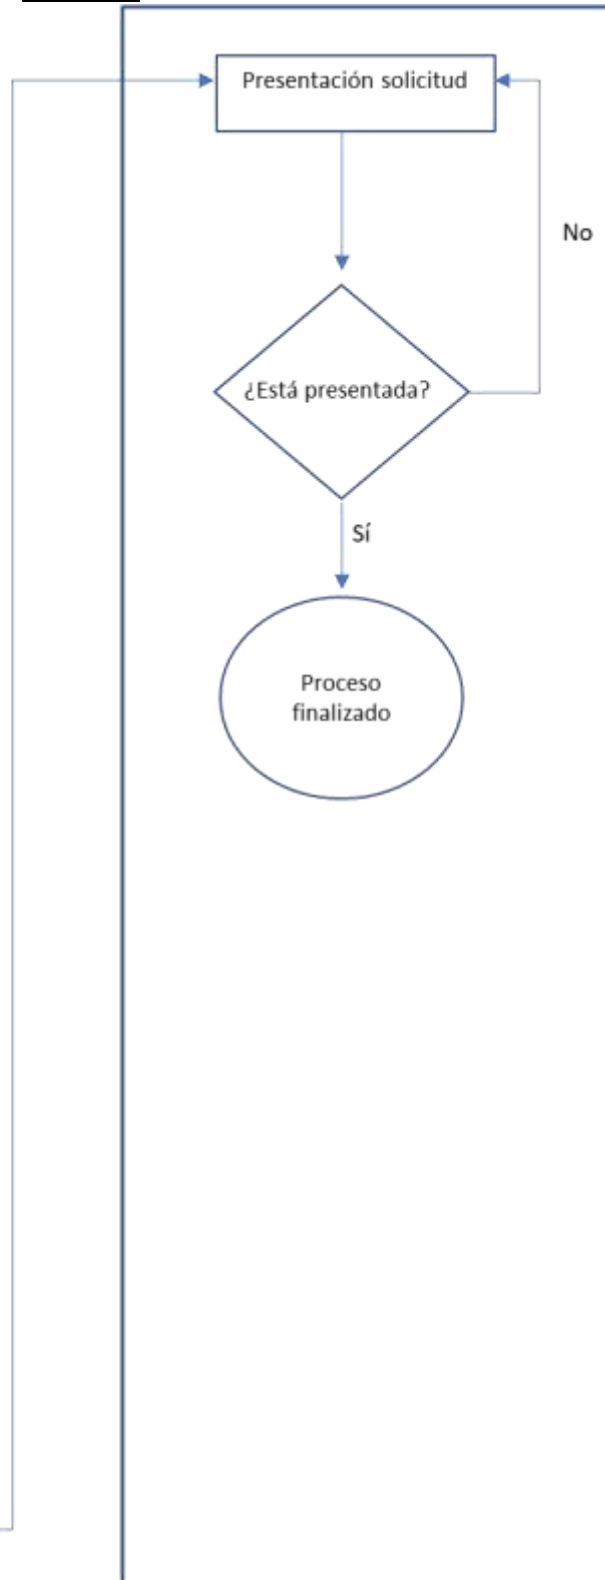 Presentación solicitud
No
¿Está presentada?
Sí
Proceso
finalizado